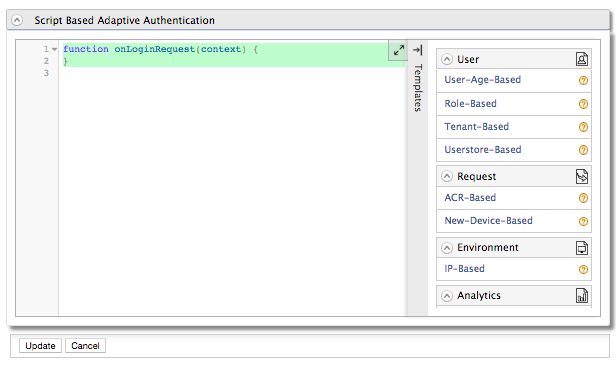 Script Based Adaptive Authentication
1 function onLoginRequest(context) {
2 }
3
Templates
User
User-Age-Based
Role-Based
Tenant-Based
Userstore-Based
Request
ACR-Based
New-Device-Based
Environment
IP-Based
Analytics
Update Cancel